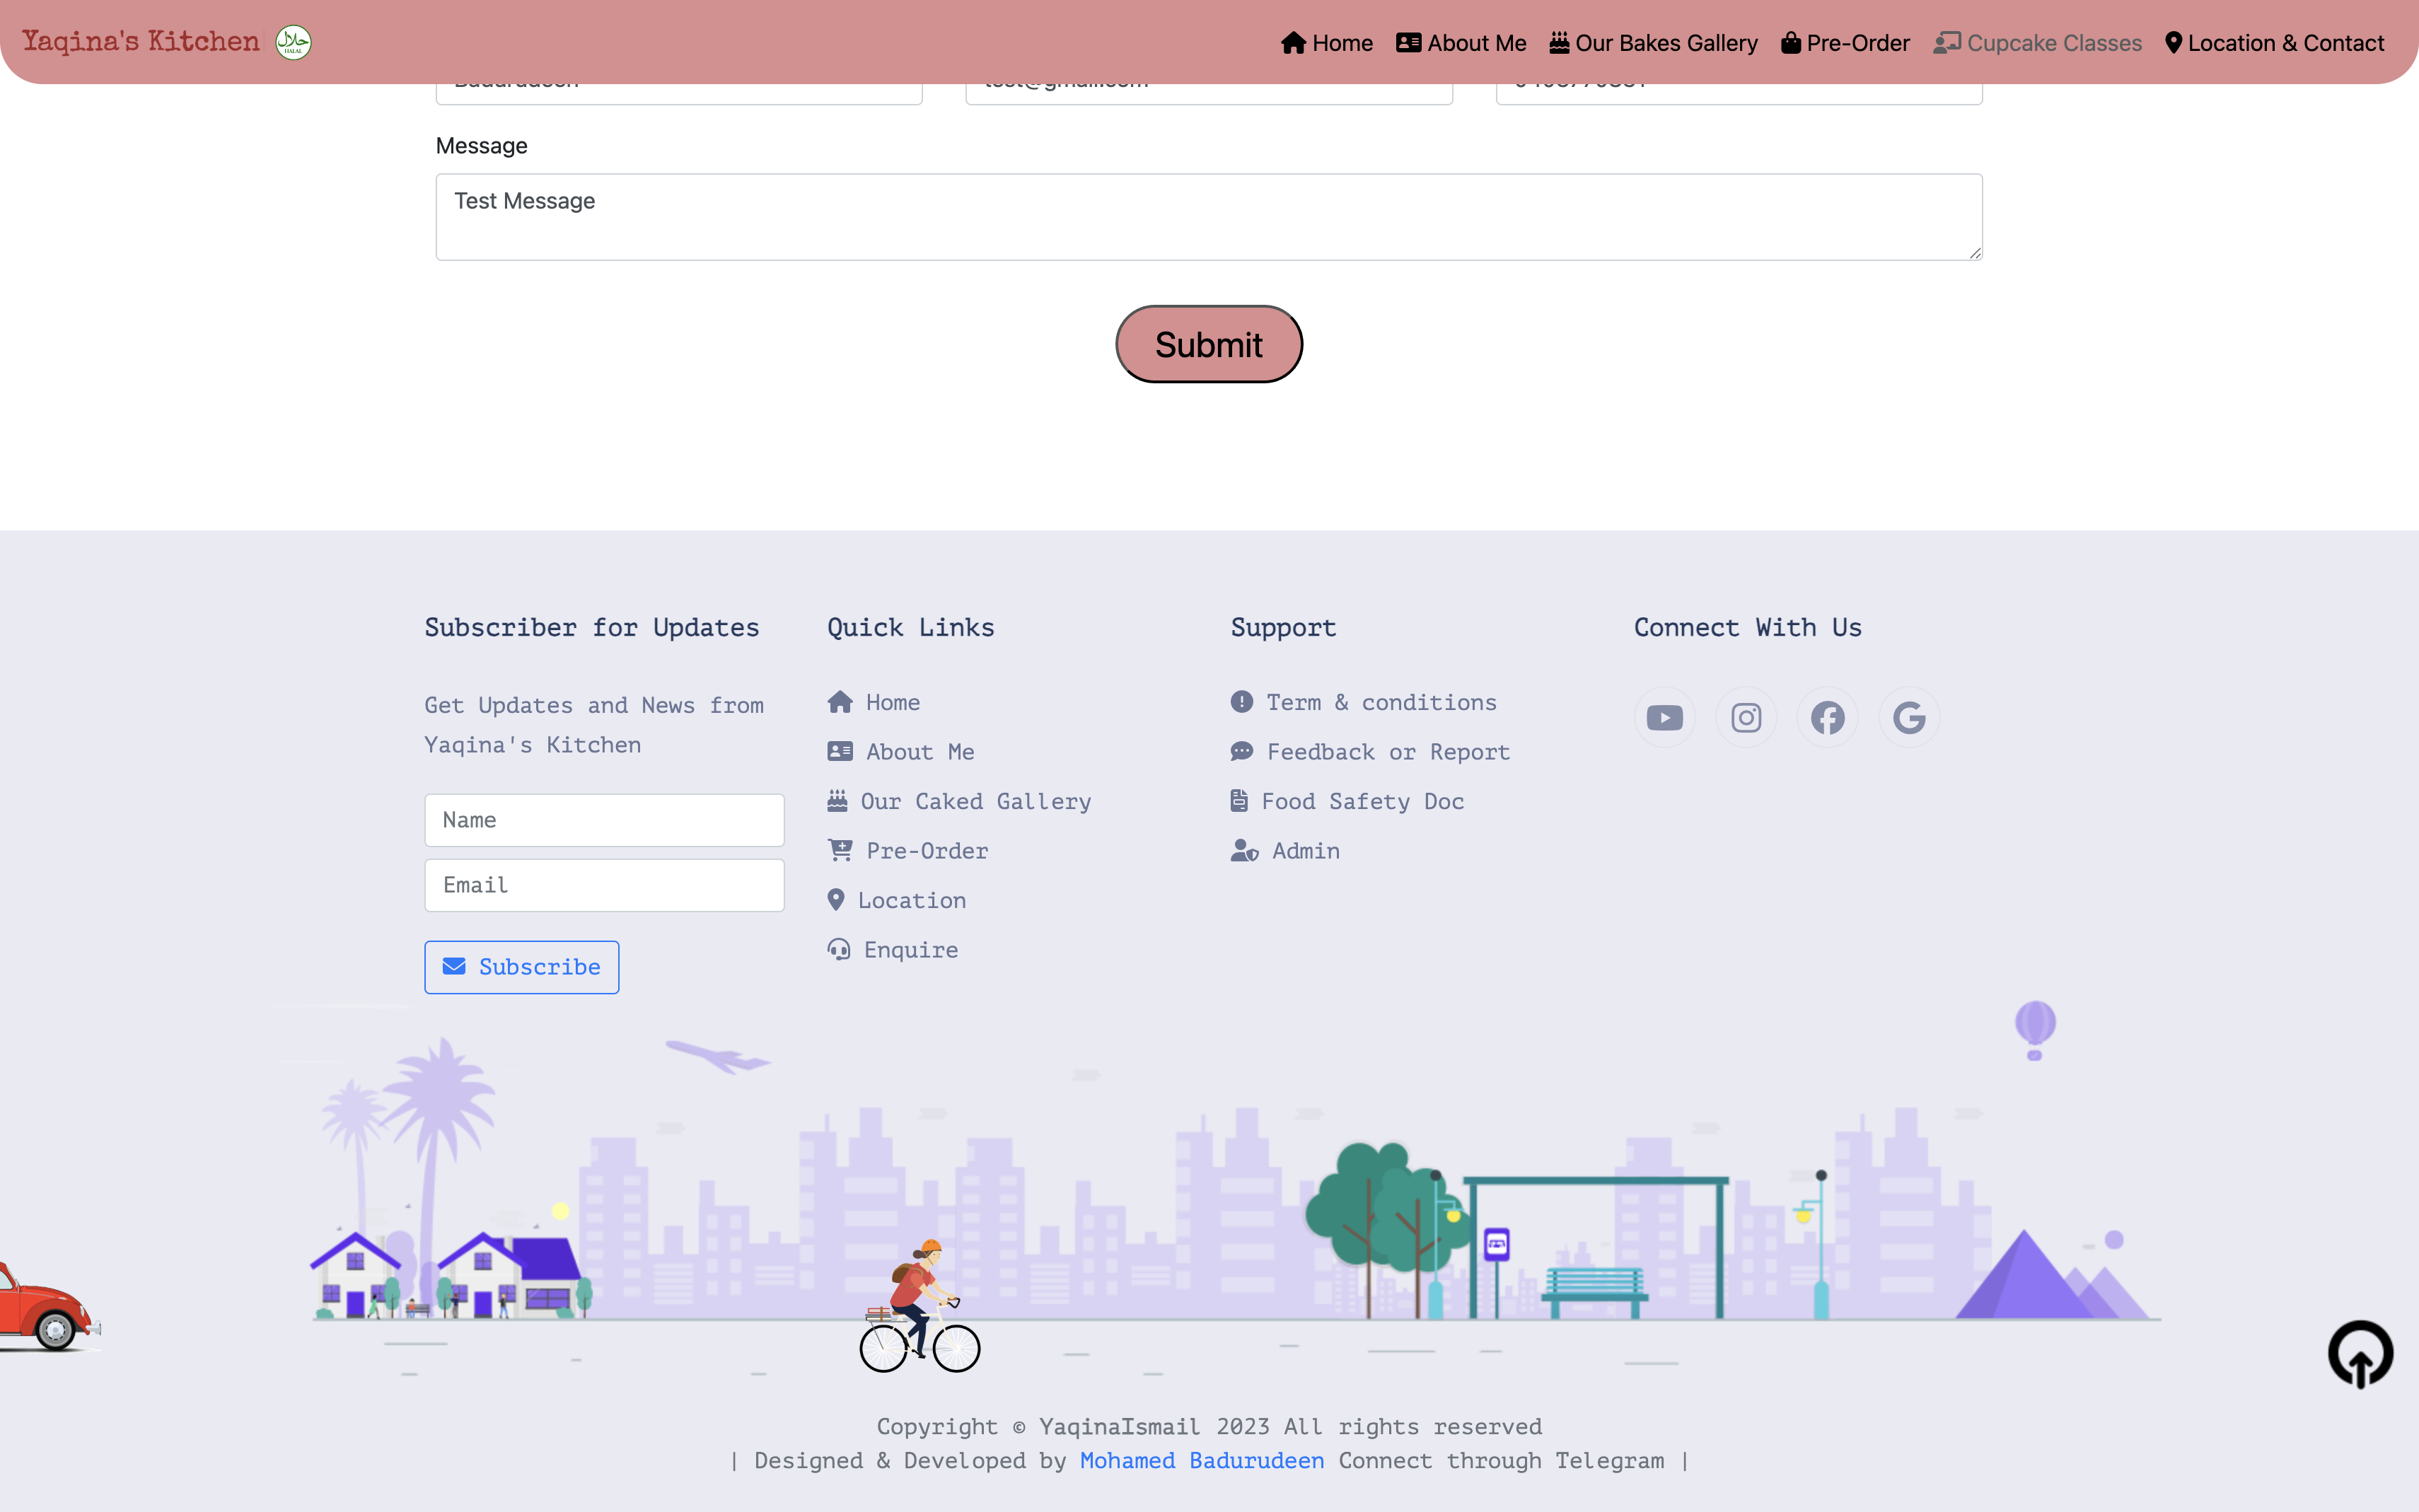 Yaqina's Kitchen حلال HALAL Home About Me Our Bakes Gallery Pre-Order Cupcake Classes Location & Contact
Message
Test Message
Submit
Subscriber for Updates
Get Updates and News from
Yaqina's Kitchen
Name
Email
Subscribe
Quick Links
Home
About Me
Our Caked Gallery
Pre-Order
Location
Enquire
Support
Term & conditions
Feedback or Report
Food Safety Doc
Admin
Connect With Us
Copyright © YaqinaIsmail 2023 All rights reserved
| Designed & Developed by Mohamed Badurudeen Connect through Telegram |